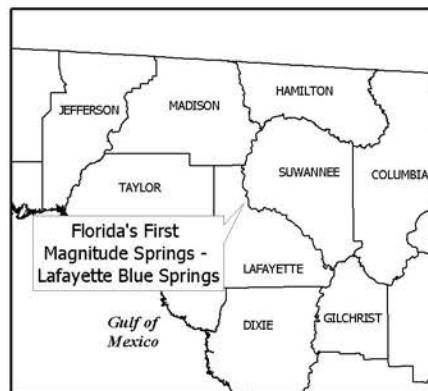 HAMILTON
JEFFERSON
MADISON
SUWANNEE
COLUMBIA
TAYLOR
Florida's First
Magnitude Springs -
Lafayette Blue Springs
LAFAYETTE
Gulf of
Mexico
DIXIE
GILCHRIST